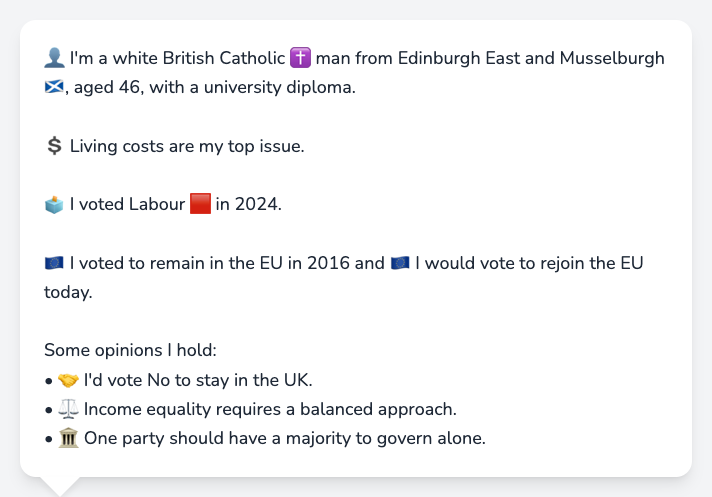 👤 I'm a white British Catholic ✝️ man from Edinburgh East and Musselburgh
🏴󠁧󠁢󠁳󠁣󠁴󠁿, aged 46, with a university diploma.
💲 Living costs are my top issue.
🗳️ I voted Labour 🟥 in 2024.
🇪🇺 I voted to remain in the EU in 2016 and 🇪🇺 I would vote to rejoin the EU
today.
Some opinions I hold:
• 🤝 I'd vote No to stay in the UK.
• ⚖️ Income equality requires a balanced approach.
• 🏛️ One party should have a majority to govern alone.